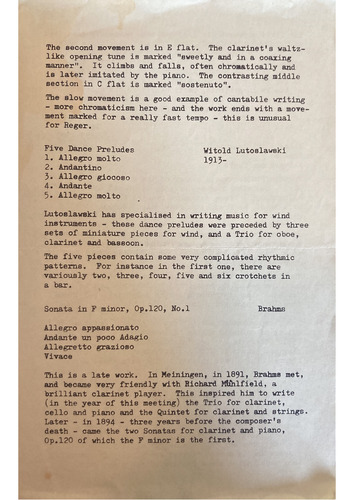 The second movement is in E flat.  The clarinet's waltz-
like opening tune is marked "sweetly and in a coaxing
manner".  It climbs and falls, often chromatically and
is later imitated by the piano.  The contrasting middle
section in C flat is marked "sostenuto".
The slow movement is a good example of cantabile writing
- more chromaticism here - and the work ends with a move-
ment marked for a really fast tempo - this is unusual
for Reger.
Five Dance Preludes    Witold Lutoslawski
1. Allegro molto    1913-
2. Andantino
3. Allegro giocoso
4. Andante
5. Allegro molto
Lutoslawski has specialised in writing music for wind
instruments - these dance preludes were preceded by three
sets of miniature pieces for wind, and a Trio for oboe,
clarinet and bassoon.
The five pieces contain some very complicated rhythmic
patterns.  For instance in the first one, there are
variously two, three, four, five and six crotchets in
a bar.
Sonata in F minor, Op.120, No.1    Brahms
Allegro appassionato
Andante un poco Adagio
Allegretto grazioso
Vivace
This is a late work.  In Meiningen, in 1891, Brahms met,
and became very friendly with Richard Mühlfield, a
brilliant clarinet player.  This inspired him to write
(in the year of this meeting) the Trio for clarinet,
cello and piano and the Quintet for clarinet and strings.
Later - in 1894 - three years before the composer's
death - came the two Sonatas for clarinet and piano,
Op.120 of which the F minor is the first.